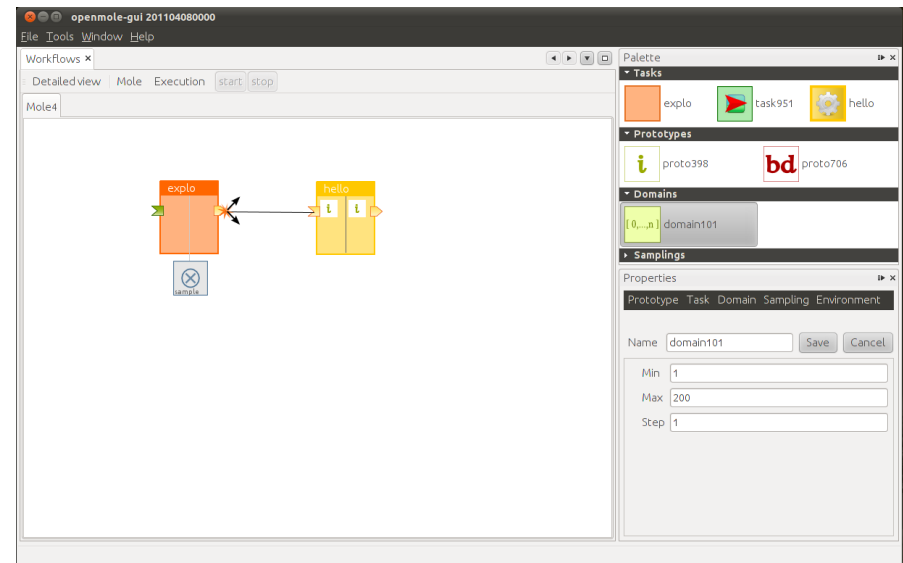 openmole-gui 201104080000
File Tools Window Help
Workflows
Detailed view Mole Execution start stop
Mole4
explo
sample
hello
i i
Palette
Tasks
explo task951 hello
Prototypes
i proto398 bd proto706
Domains
[ 0,...,n ] domain101
Samplings
Properties
Prototype Task Domain Sampling Environment
Name domain101 Save Cancel
Min 1
Max 200
Step 1